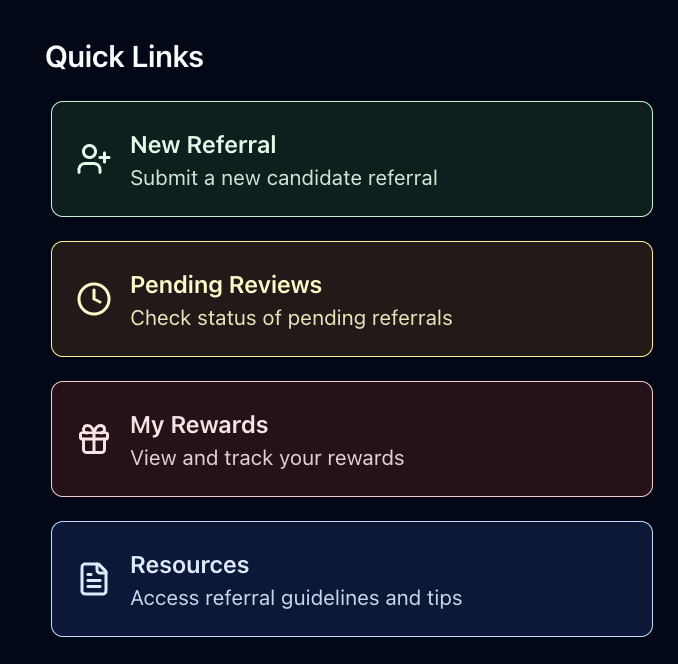 Quick Links
New Referral
Submit a new candidate referral
Pending Reviews
Check status of pending referrals
My Rewards
View and track your rewards
Resources
Access referral guidelines and tips